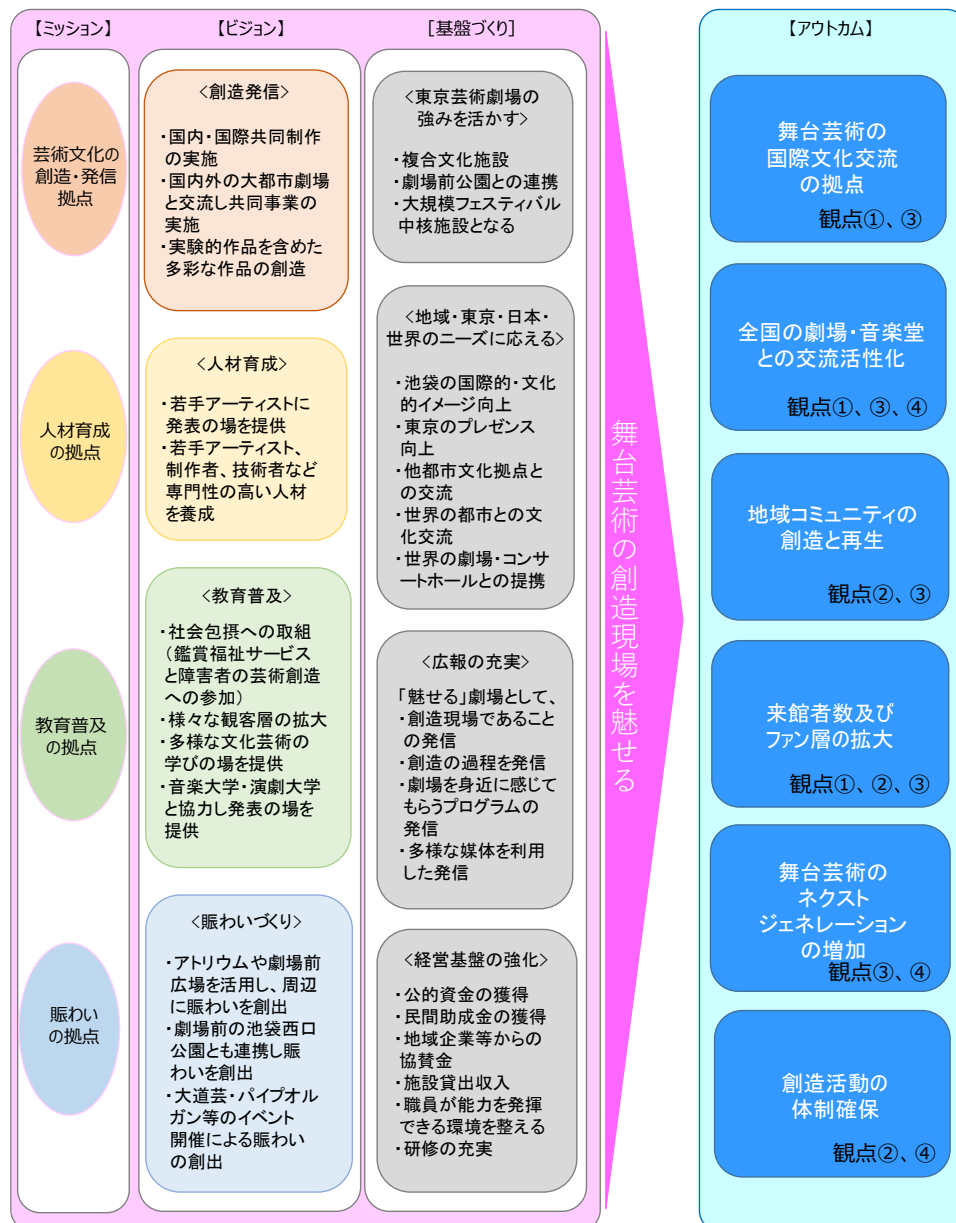 【ミッション】
芸術文化の
創造・発信
拠点
人材育成
の拠点
教育普及
の拠点
賑わい
の拠点
【ビジョン】
<創造発信>
・国内・国際共同制作
の実施
・国内外の大都市劇場
と交流し共同事業の
実施
・実験的作品を含めた
多彩な作品の創造
<人材育成>
・若手アーティストに
発表の場を提供
・若手アーティスト、
制作者、技術者など
専門性の高い人材
を養成
<教育普及>
・社会包摂への取組
(鑑賞福祉サービス
と障害者の芸術創造
への参加)
・様々な観客層の拡大
・多様な文化芸術の
学びの場を提供
・音楽大学・演劇大学
と協力し発表の場を
提供
<賑わいづくり>
・アトリウムや劇場前
広場を活用し、周辺
に賑わいを創出
・劇場前の池袋西口
公園とも連携し賑
わいを創出
・大道芸・パイプオル
ガン等のイベント
開催による賑わい
の創出
[基盤づくり]
<東京芸術劇場の
強みを活かす>
・複合文化施設
・劇場前公園との連携
・大規模フェスティバル
中核施設となる
<地域・東京・日本・
世界のニーズに応える>
・池袋の国際的・文化
的イメージ向上
・東京のプレゼンス
向上
・他都市文化拠点と
の交流
・世界の都市との文
化交流
・世界の劇場・コンサ
ートホールとの提携
<広報の充実>
「魅せる」劇場として、
・創造現場であること
の発信
・創造の過程を発信
・劇場を身近に感じて
もらうプログラムの
発信
・多様な媒体を利用
した発信
<経営基盤の強化>
・公的資金の獲得
・民間助成金の獲得
・地域企業等からの
協賛金
・施設貸出収入
・職員が能力を発揮
できる環境を整える
・研修の充実
舞台芸術の創造現場を魅せる
【アウトカム】
舞台芸術の
国際文化交流
の拠点
観点①、③
全国の劇場・音楽堂
との交流活性化
観点①、③、④
地域コミュニティの
創造と再生
観点②、③
来館者数及び
ファン層の拡大
観点①、②、③
舞台芸術の
ネクスト
ジェネレーション
の増加
観点③、④
創造活動の
体制確保
観点②、④